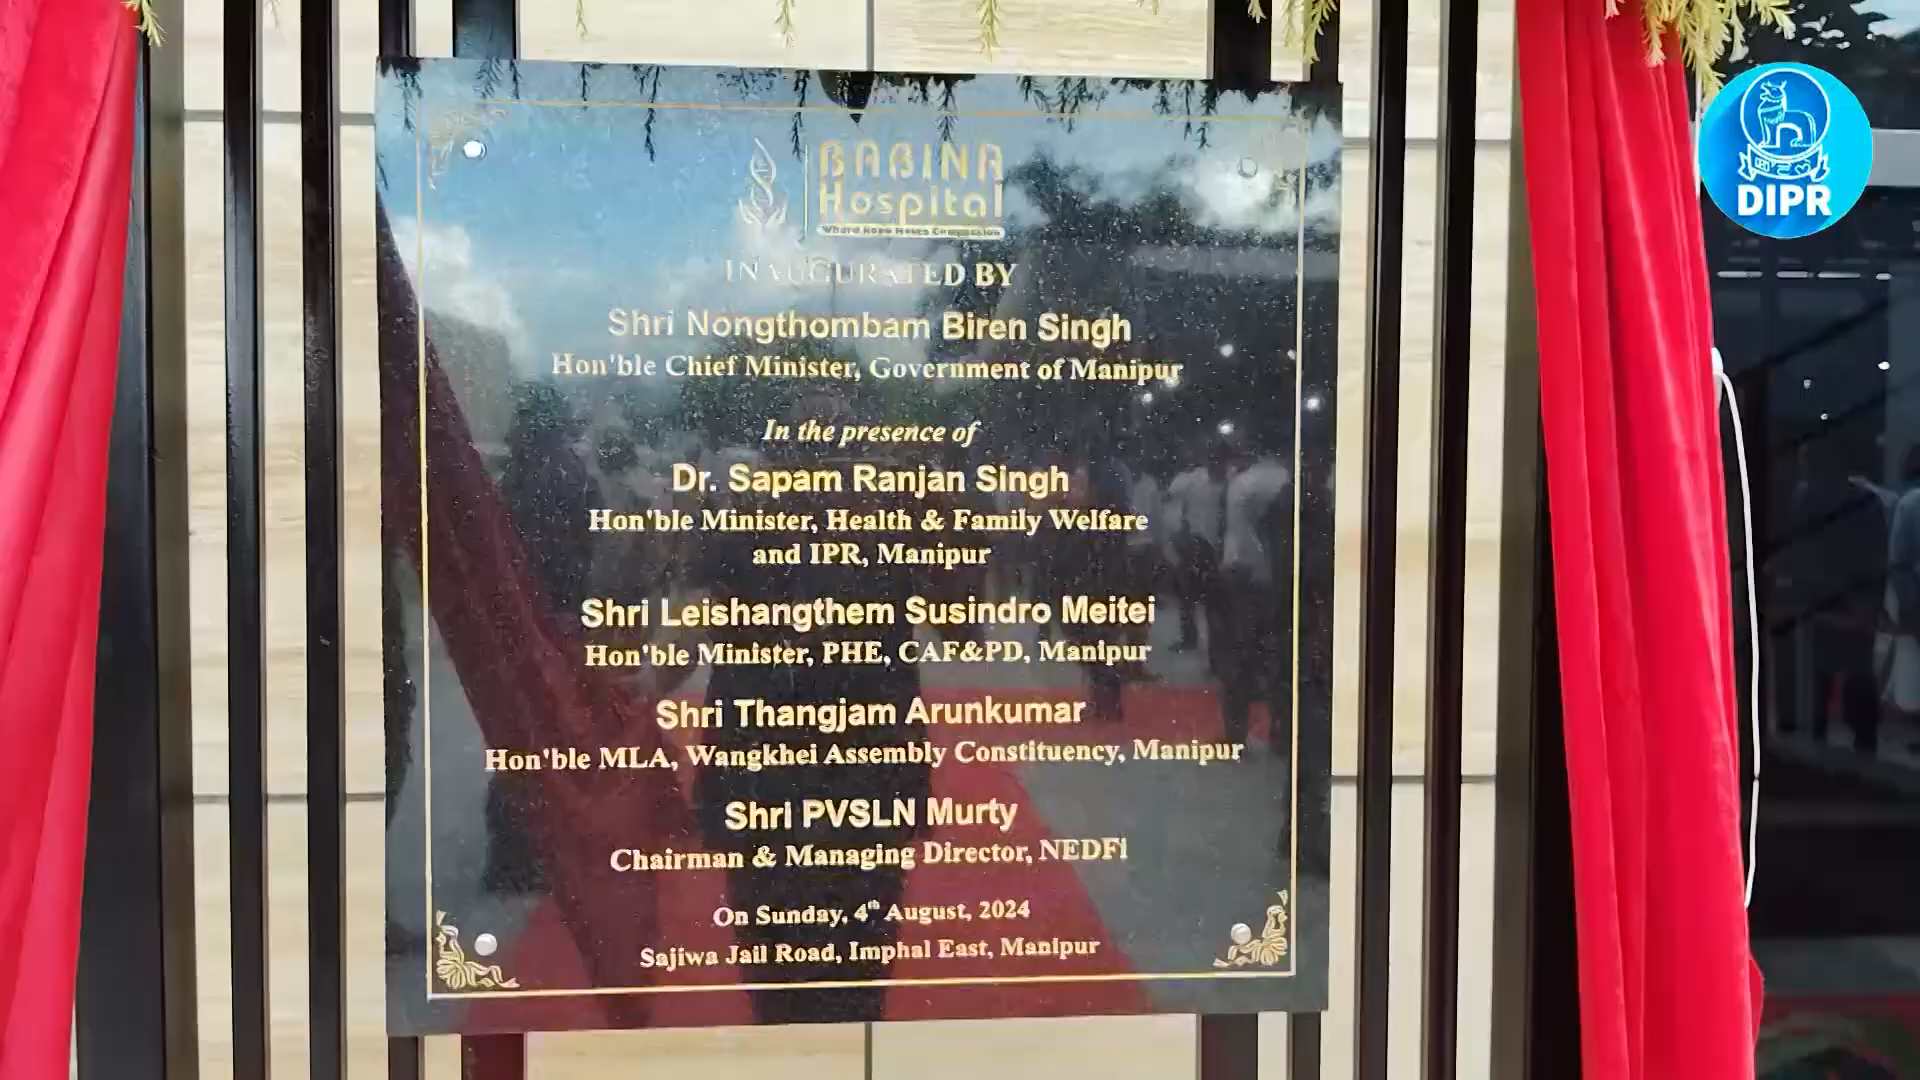 BABINA
Hospital
Where Hope Meets Compassion
INAUGURATED BY
Shri Nongthombam Biren Singh
Hon'ble Chief Minister, Government of Manipur
In the presence of
Dr. Sapam Ranjan Singh
Hon'ble Minister, Health & Family Welfare
and IPR, Manipur
Shri Leishangthem Susindro Meitei
Hon'ble Minister, PHE, CAF&PD, Manipur
Shri Thangjam Arunkumar
Hon'ble MLA, Wangkhei Assembly Constituency, Manipur
Shri PVSLN Murty
Chairman & Managing Director, NEDFi
On Sunday, 4th August, 2024
Sajiwa Jail Road, Imphal East, Manipur
DIPR